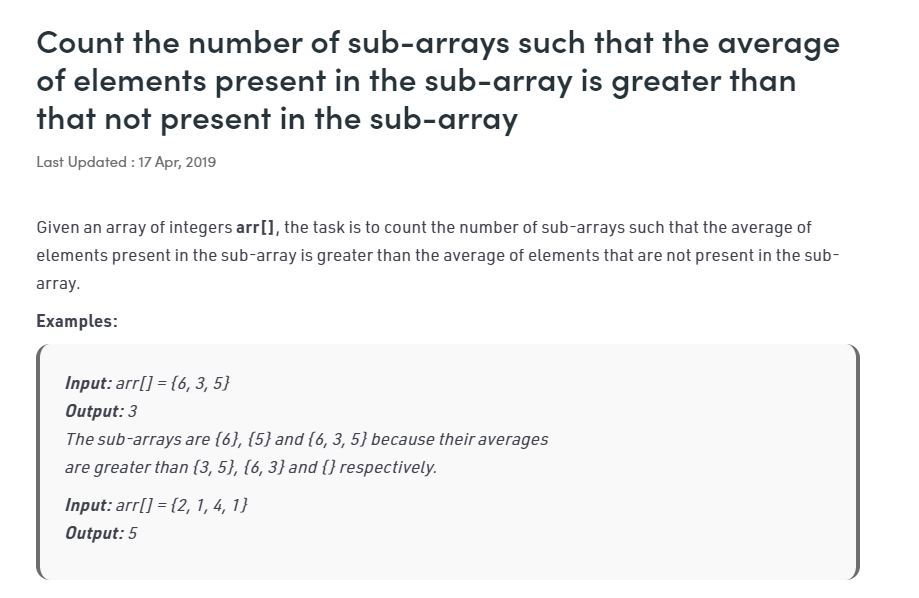 Count the number of sub-arrays such that the average
of elements present in the sub-array is greater than
that not present in the sub-array
Last Updated : 17 Apr, 2019
Given an array of integers arr[], the task is to count the number of sub-arrays such that the average of
elements present in the sub-array is greater than the average of elements that are not present in the sub-
array.
Examples:
Input: arr[] = {6, 3, 5}
Output: 3
The sub-arrays are {6}, {5} and {6, 3, 5} because their averages
are greater than {3, 5}, {6, 3} and {} respectively.
Input: arr[] = {2, 1, 4, 1}
Output: 5